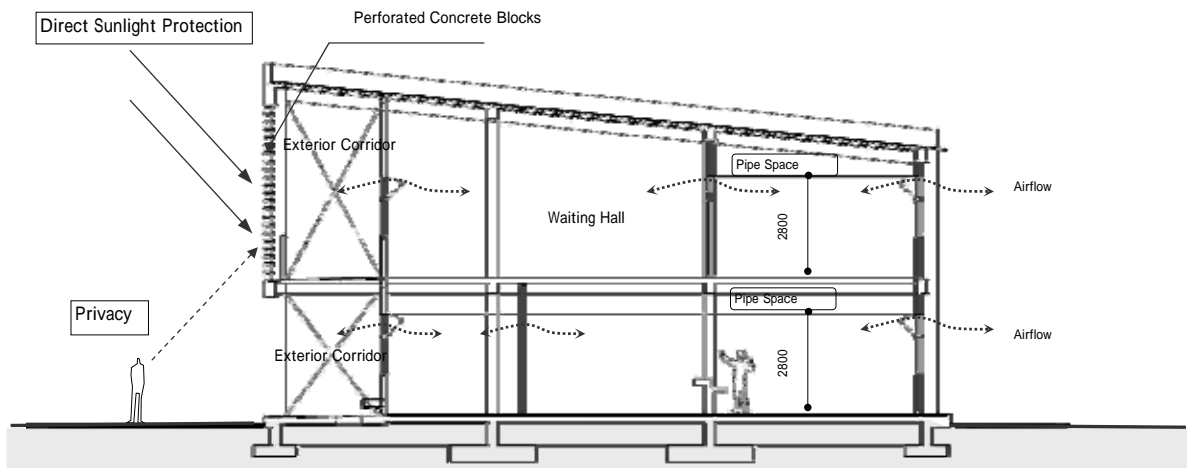 Perforated Concrete Blocks
Direct Sunlight Protection
Exterior Corridor
Pipe Space
Airflow
Waiting Hall
2800
Pipe Space
Privacy
Airflow
Exterior Corridor
2800